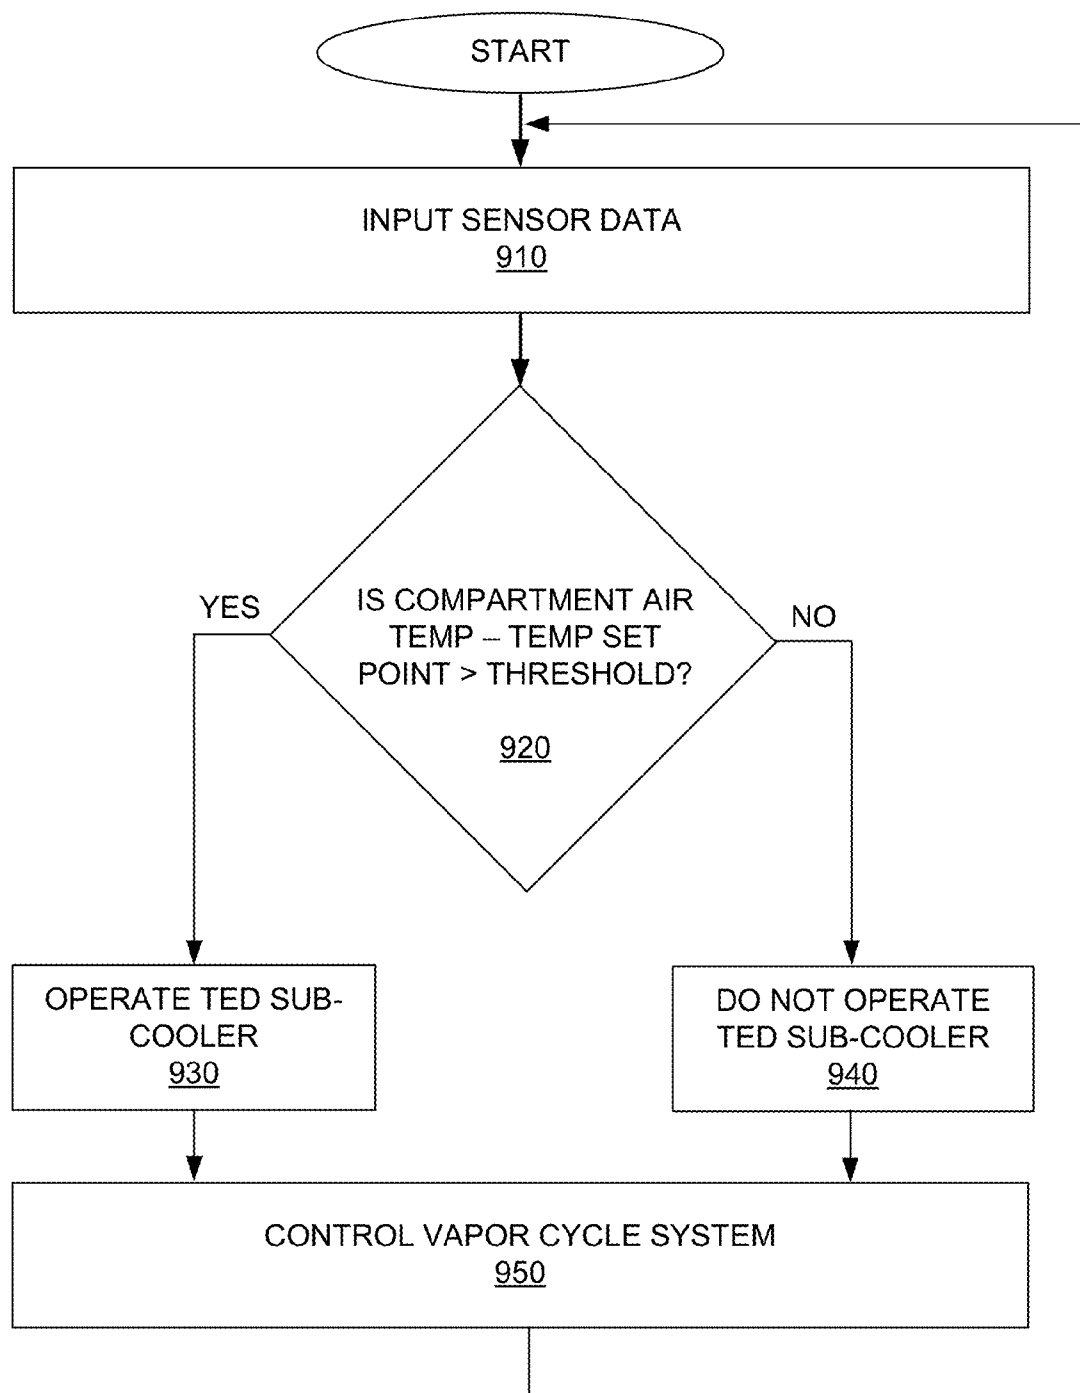 START
INPUT SENSOR DATA
910
YES
IS COMPARTMENT AIR
TEMP – TEMP SET
POINT > THRESHOLD?
920
NO
OPERATE TED SUB-
COOLER
930
DO NOT OPERATE
TED SUB-COOLER
940
CONTROL VAPOR CYCLE SYSTEM
950